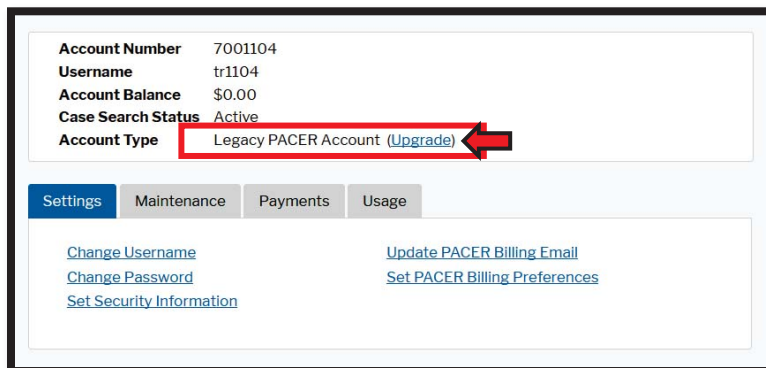 Account Number 7001104
Username tr1104
Account Balance $0.00
Case Search Status Active
Account Type Legacy PACER Account (Upgrade)
Settings Maintenance Payments Usage
Change Username Update PACER Billing Email
Change Password Set PACER Billing Preferences
Set Security Information